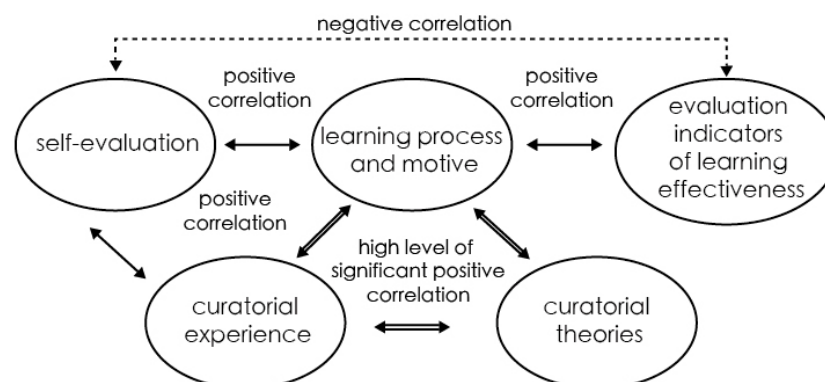 negative correlation
positive
correlation
positive
correlation
self-evaluation
learning process
and motive
evaluation
indicators
of learning
effectiveness
positive
correlation
high level of
significant positive
correlation
curatorial
experience
curatorial
theories